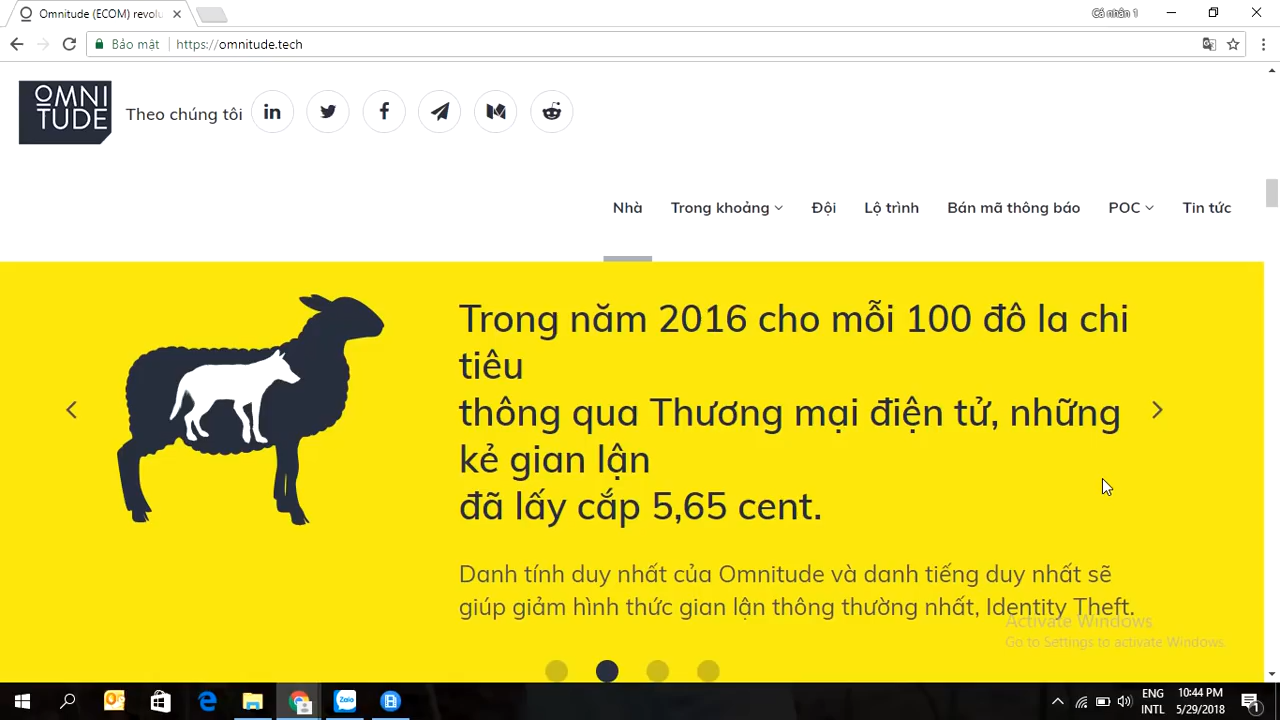 Omnitude (ECOM) revolu
Cá nhân 1
Bảo mật
https://omnitude.tech
OMNI
TUDE
Theo chúng tôi
Nhà
Trong khoảng
Đội
Lộ trình
Bán mã thông báo
POC
Tin tức
Trong năm 2016 cho mỗi 100 đô la chi
tiêu
thông qua Thương mại điện tử, những
kẻ gian lận
đã lấy cắp 5,65 cent.
Danh tính duy nhất của Omnitude và danh tiếng duy nhất sẽ
giúp giảm hình thức gian lận thông thường nhất, Identity Theft.
Activate Windows
Go to Settings to activate Windows.
Zalo
ENG
INTL
10:44 PM
5/29/2018
1